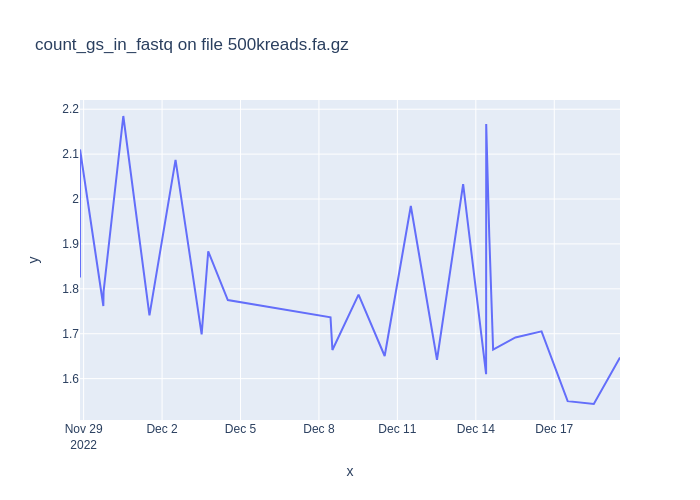 count_gs_in_fastq on file 500kreads.fa.gz
2.2
2.1
2
1.9
1.8
1.7
1.6
y
Nov 29
2022
Dec 2
Dec 5
Dec 8
Dec 11
Dec 14
Dec 17
x